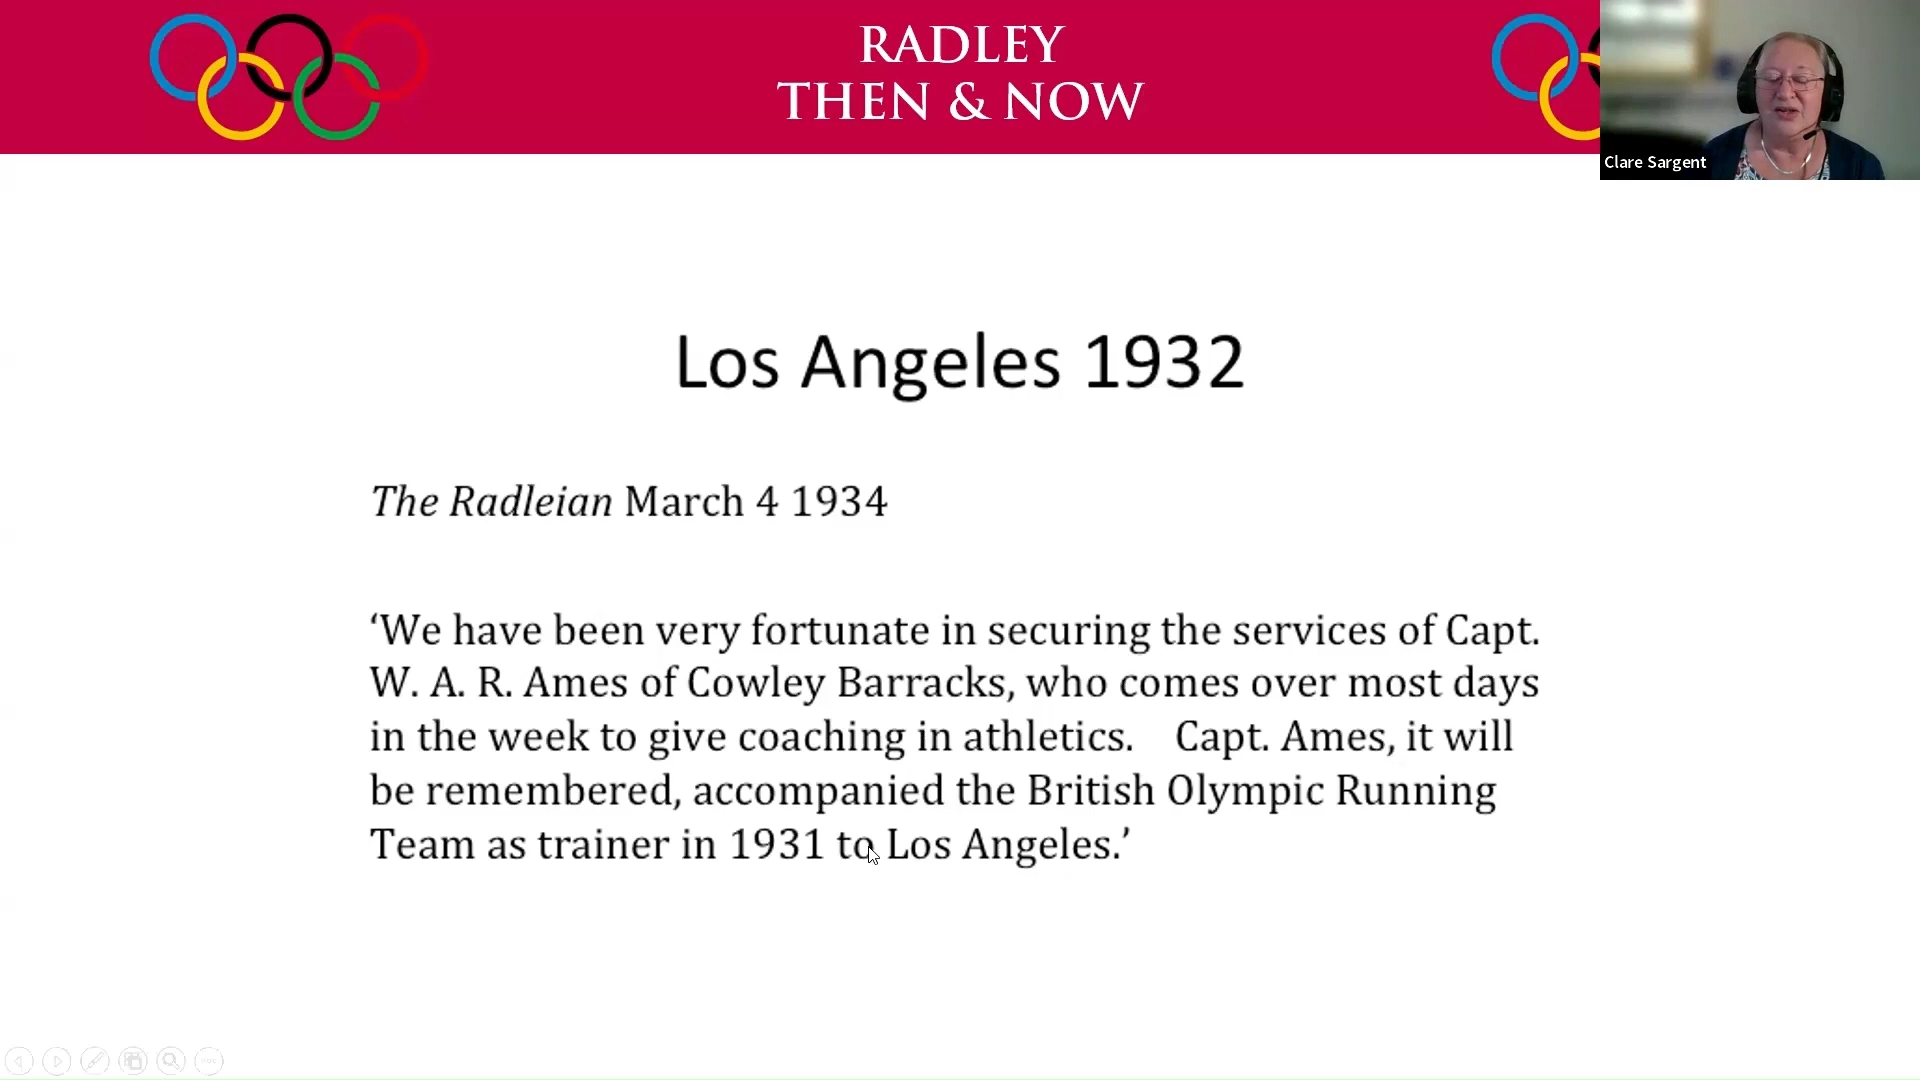 RADLEY
THEN & NOW
Clare Sargent
Los Angeles 1932
The Radleian March 4 1934
‘We have been very fortunate in securing the services of Capt.
W. A. R. Ames of Cowley Barracks, who comes over most days
in the week to give coaching in athletics. Capt. Ames, it will
be remembered, accompanied the British Olympic Running
Team as trainer in 1931 to Los Angeles.’